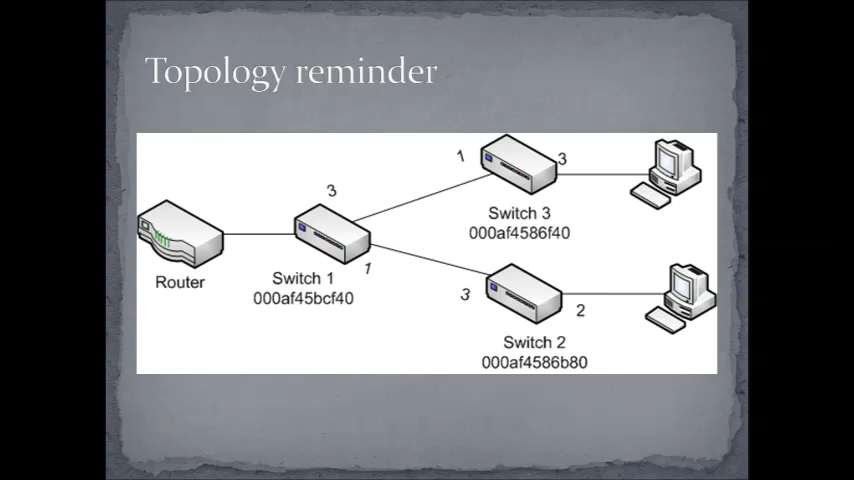 Topology reminder
1
3
Switch 3
000af4586f40
3
Router
Switch 1
000af45bcf40
1
3
2
Switch 2
000af4586b80